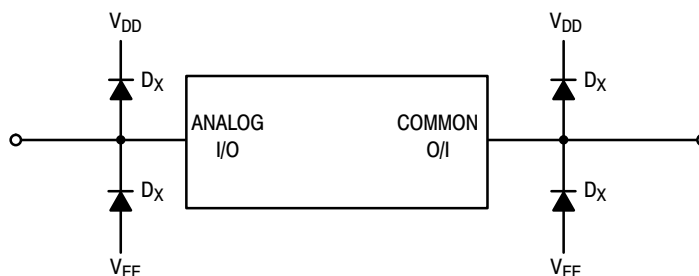 VDD
VDD
DX
DX
ANALOG
I/O
COMMON
O/I
DX
DX
VEE
VEE